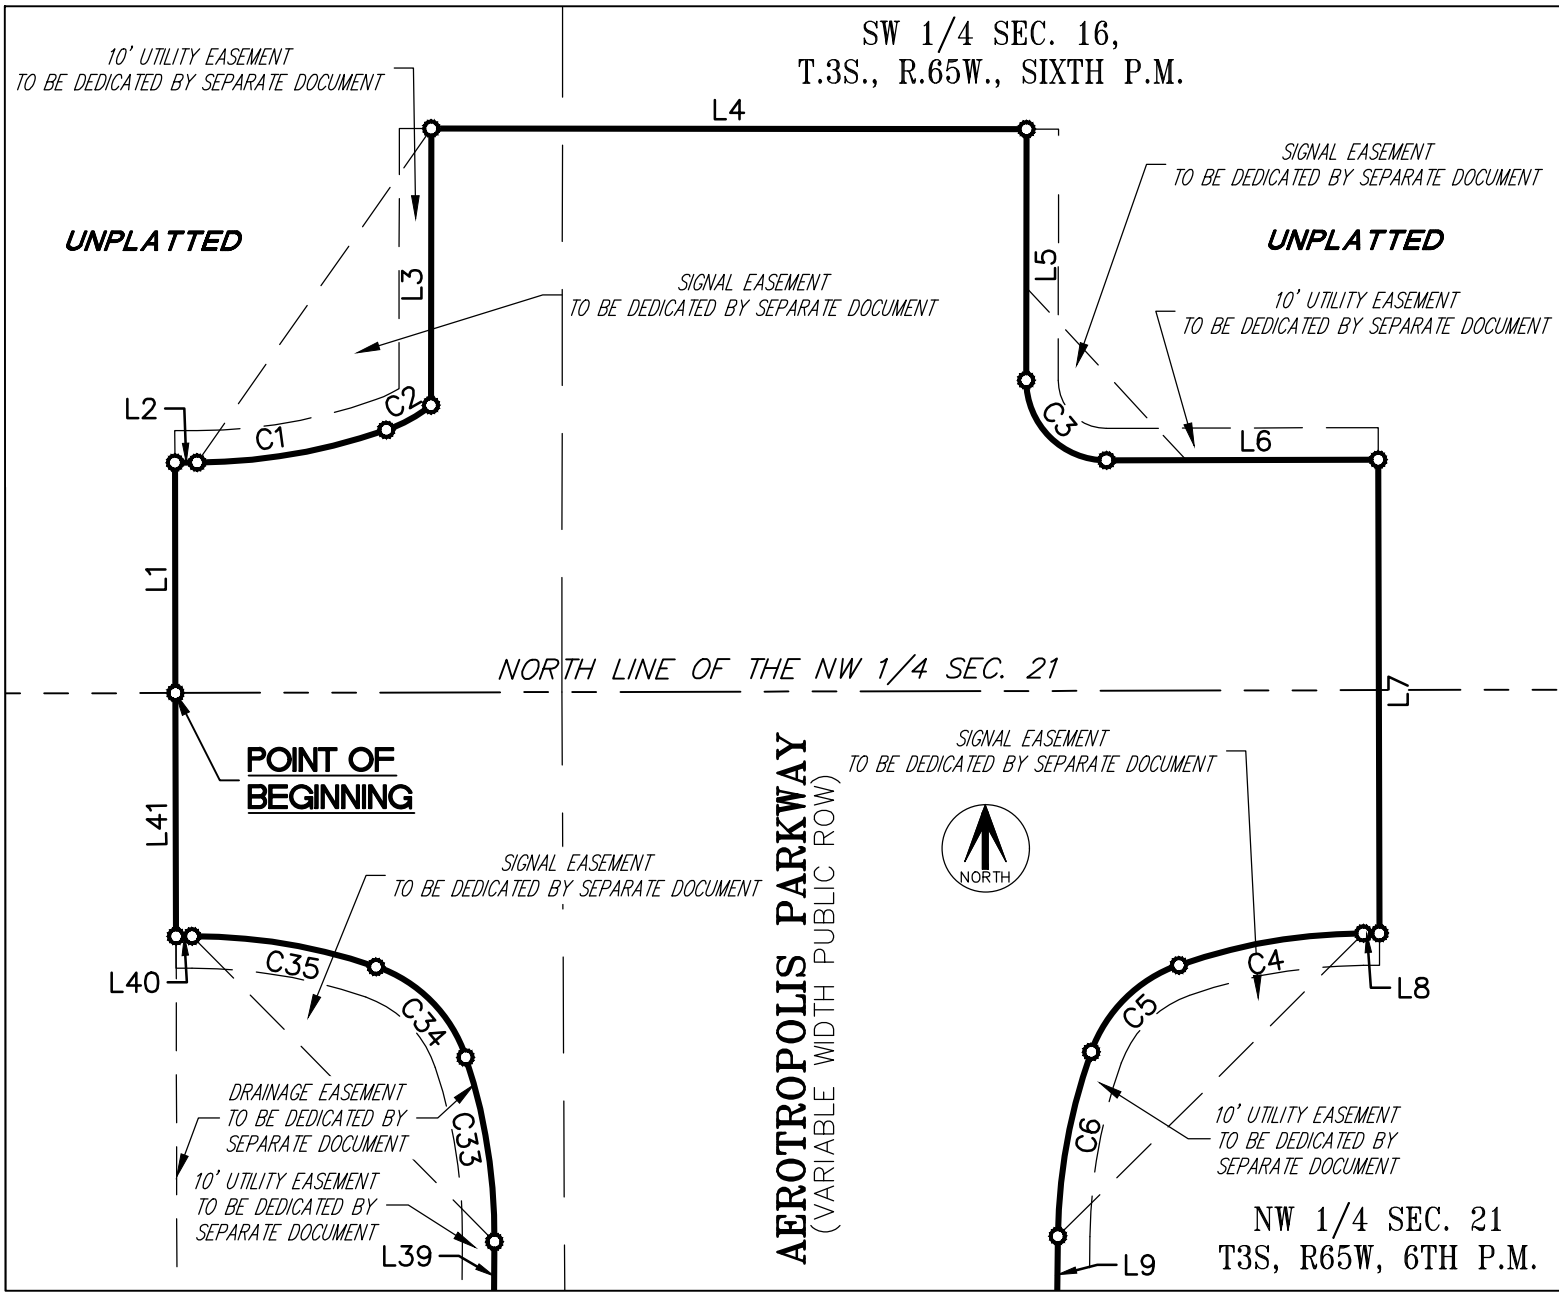 SW 1/4 SEC. 16,
T.3S., R.65W., SIXTH P.M.
10' UTILITY EASEMENT
TO BE DEDICATED BY SEPARATE DOCUMENT
L4
SIGNAL EASEMENT
TO BE DEDICATED BY SEPARATE DOCUMENT
UNPLATTED
UNPLATTED
L3
L5
SIGNAL EASEMENT
TO BE DEDICATED BY SEPARATE DOCUMENT
10' UTILITY EASEMENT
TO BE DEDICATED BY SEPARATE DOCUMENT
L2
C1
C2
C3
L6
L1
NORTH LINE OF THE NW 1/4 SEC. 21
L7
POINT OF
BEGINNING
L41
AEROTROPOLIS PARKWAY
(VARIABLE WIDTH PUBLIC ROW)
SIGNAL EASEMENT
TO BE DEDICATED BY SEPARATE DOCUMENT
NORTH
SIGNAL EASEMENT
TO BE DEDICATED BY SEPARATE DOCUMENT
L40
C35
C34
C4
L8
C5
DRAINAGE EASEMENT
TO BE DEDICATED BY
SEPARATE DOCUMENT
C33
C6
10' UTILITY EASEMENT
TO BE DEDICATED BY
SEPARATE DOCUMENT
10' UTILITY EASEMENT
TO BE DEDICATED BY
SEPARATE DOCUMENT
L39
L9
NW 1/4 SEC. 21
T3S, R65W, 6TH P.M.